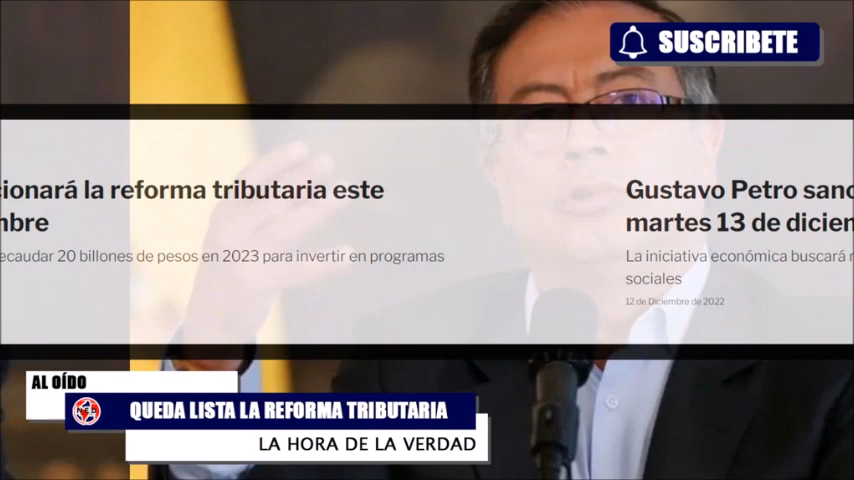 SUSCRIBETE
cionará la reforma tributaria este
mbre
ecaudar 20 billones de pesos en 2023 para invertir en programas
Gustavo Petro sanc
martes 13 de dicien
La iniciativa económica buscará r
sociales
12 de Diciembre de 2022
AL OÍDO
QUEDA LISTA LA REFORMA TRIBUTARIA
LA HORA DE LA VERDAD